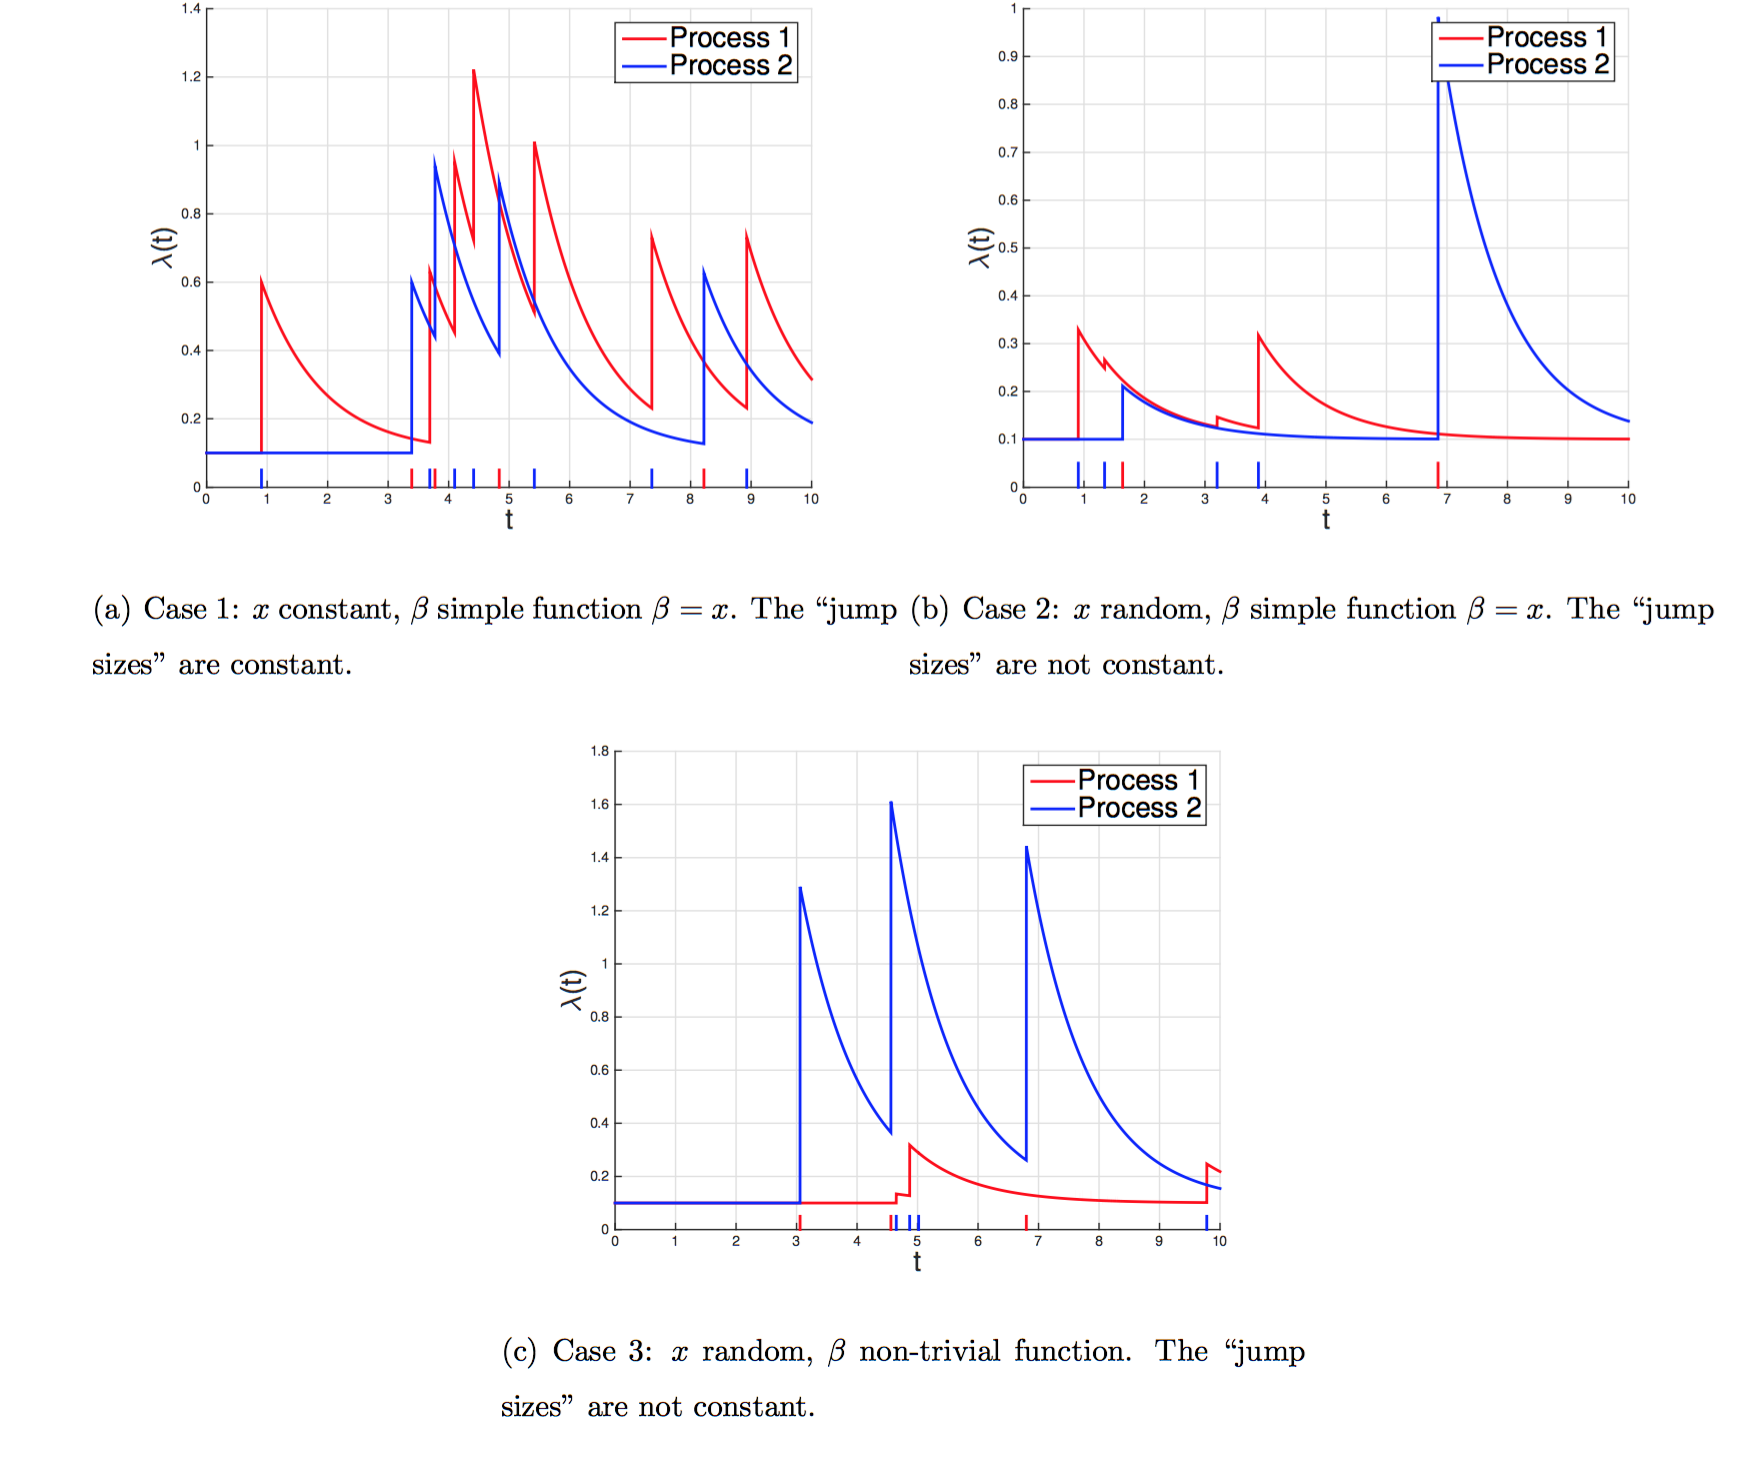 1.4
1.2
1
0.8
0.6
0.4
0.2
0
λ(t)
Process 1
Process 2
0 1 2 3 4 5 6 7 8 9 10
t
1
0.9
0.8
0.7
0.6
0.5
0.4
0.3
0.2
0.1
0
λ(t)
Process 1
Process 2
0 1 2 3 4 5 6 7 8 9 10
t
(a) Case 1: x constant, β simple function β = x. The “jump
sizes” are constant.
(b) Case 2: x random, β simple function β = x. The “jump
sizes” are not constant.
1.8
1.6
1.4
1.2
1
0.8
0.6
0.4
0.2
0
λ(t)
Process 1
Process 2
0 1 2 3 4 5 6 7 8 9 10
t
(c) Case 3: x random, β non-trivial function. The “jump
sizes” are not constant.